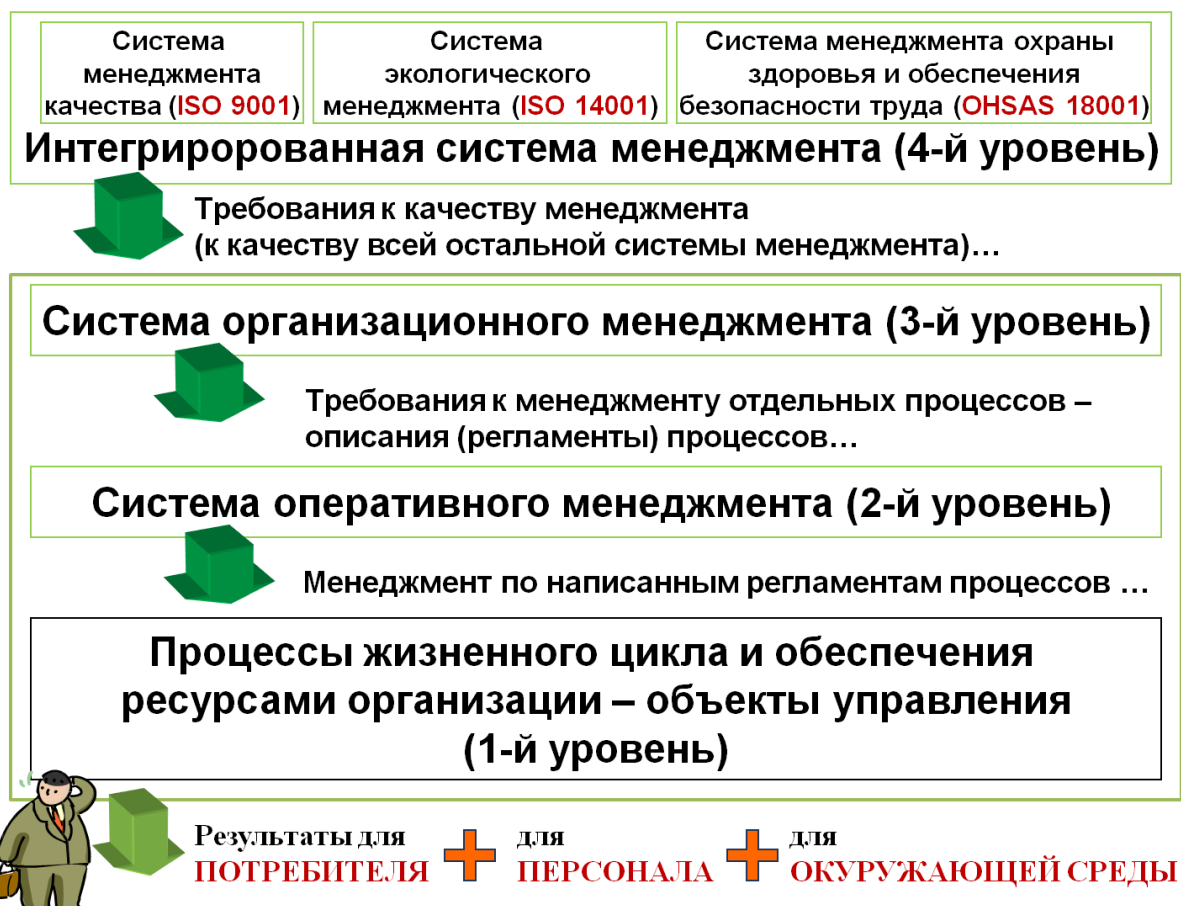 Система
менеджмента
качества (ISO 9001)
Система
экологического
менеджмента (ISO 14001)
Система менеджмента охраны
здоровья и обеспечения
безопасности труда (OHSAS 18001)
Интегриророванная система менеджмента (4-й уровень)
Требования к качеству менеджмента
(к качеству всей остальной системы менеджмента)…
Система организационного менеджмента (3-й уровень)
Требования к менеджменту отдельных процессов –
описания (регламенты) процессов…
Система оперативного менеджмента (2-й уровень)
Менеджмент по написанным регламентам процессов …
Процессы жизненного цикла и обеспечения
ресурсами организации – объекты управления
(1-й уровень)
Результаты для
ПОТРЕБИТЕЛЯ
для
ПЕРСОНАЛА
для
ОКУРУЖАЮЩЕЙ СРЕДЫ